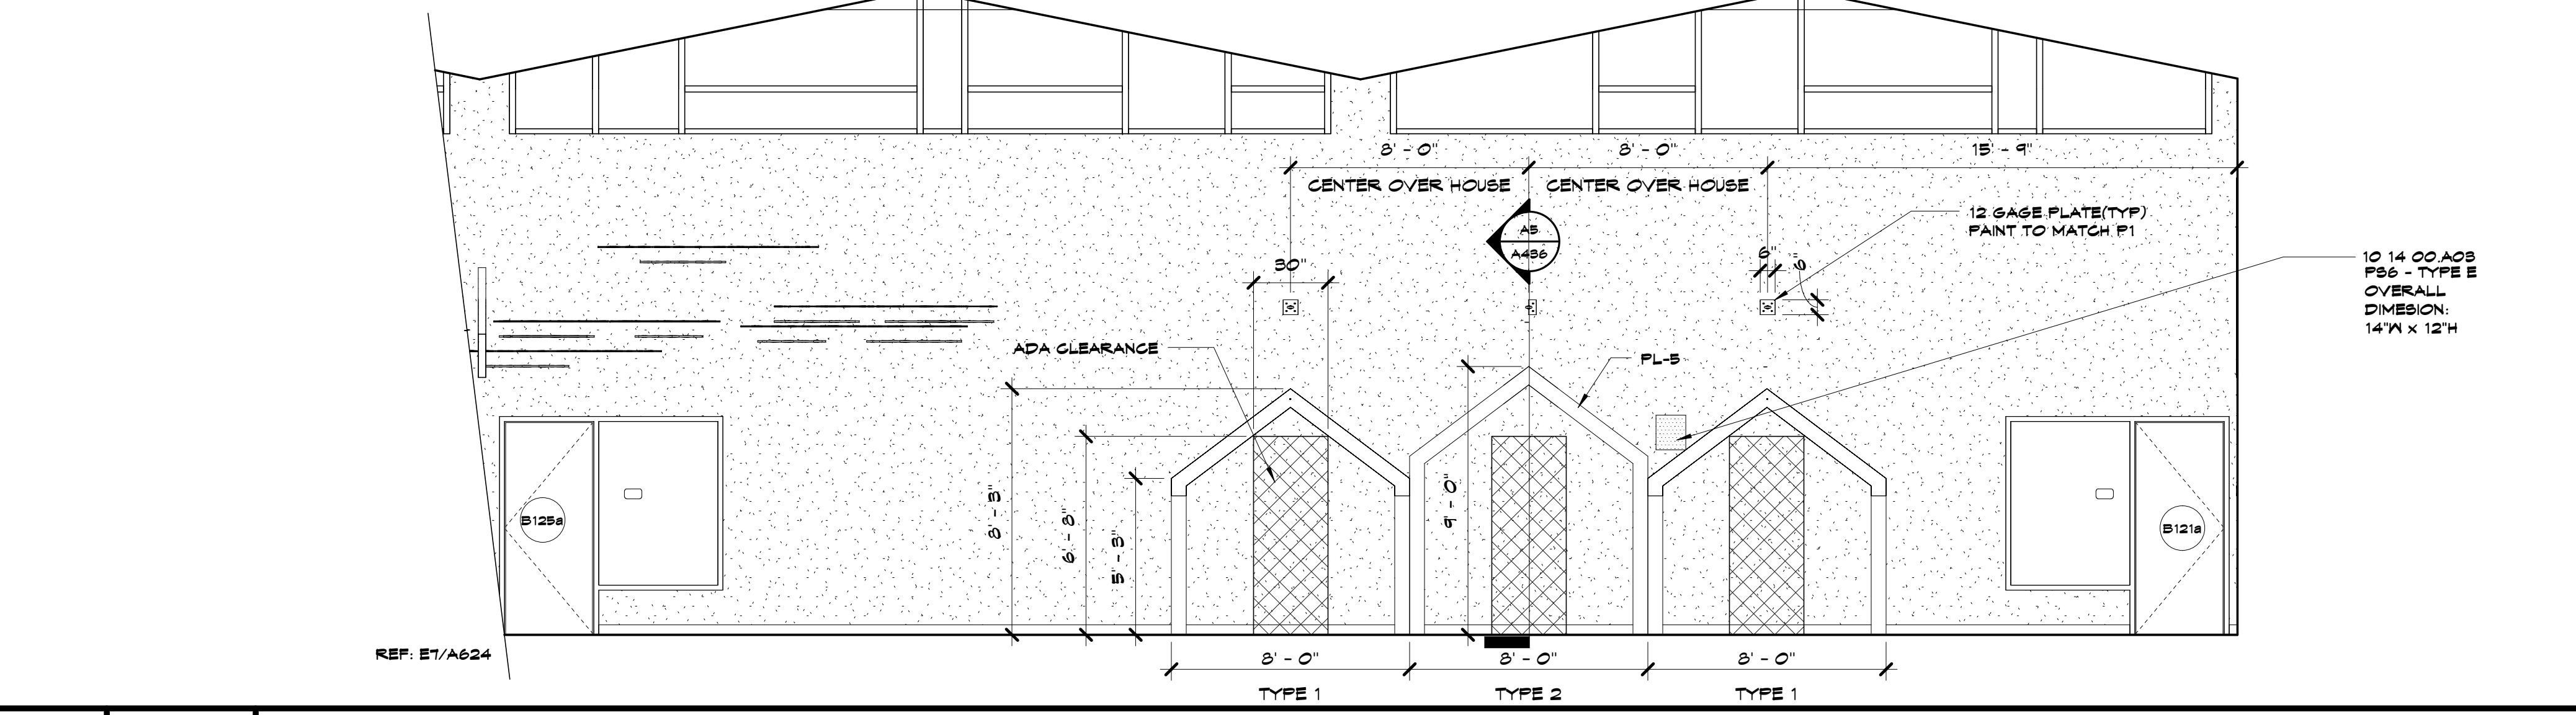 8' - 0"
8' - 0"
15' - 9"
CENTER OVER HOUSE
CENTER OVER HOUSE
A5
A436
12 GAGE PLATE(TYP)
PAINT TO MATCH P1
6"
6"
30"
10 14 00.A03
PS6 - TYPE E
OVERALL
DIMESION:
14"W x 12"H
ADA CLEARANCE
PL-5
8' - 3"
6' - 8"
5' - 3"
9' - 0"
B125a
B121a
REF: E7/A624
8' - 0"
8' - 0"
8' - 0"
TYPE 1
TYPE 2
TYPE 1